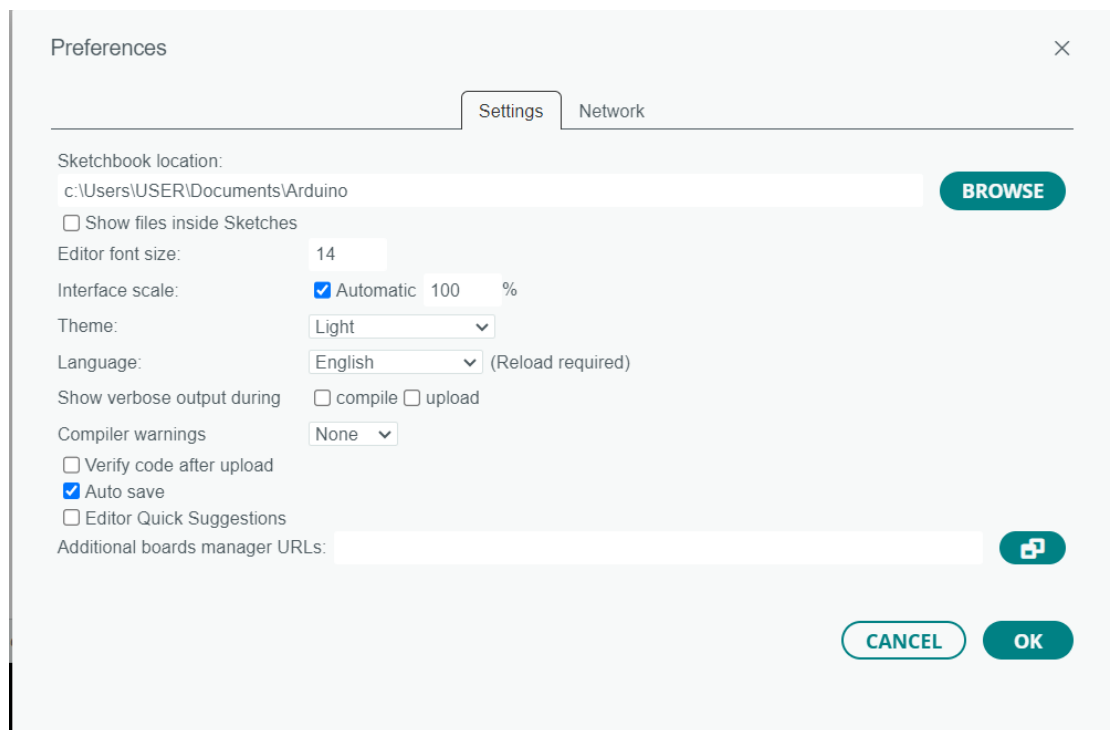 Preferences
Settings Network
Sketchbook location:
c:\Users\USER\Documents\Arduino BROWSE
Show files inside Sketches
Editor font size: 14
Interface scale: Automatic 100 %
Theme: Light
Language: English (Reload required)
Show verbose output during compile upload
Compiler warnings None
Verify code after upload
Auto save
Editor Quick Suggestions
Additional boards manager URLs:
CANCEL OK